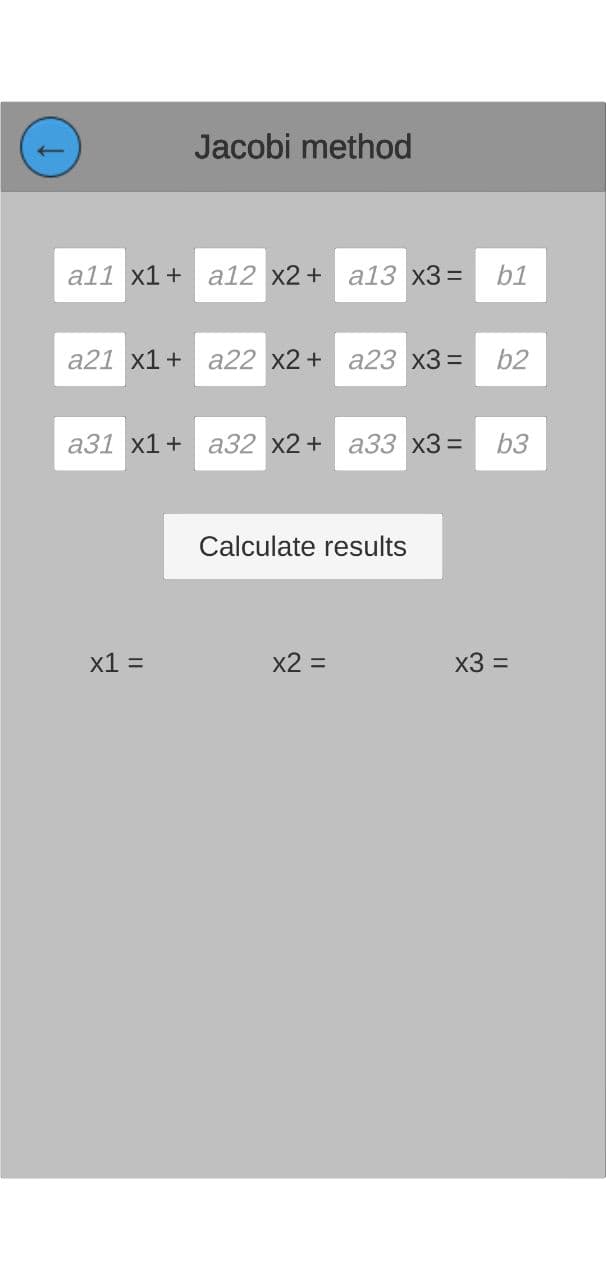 ← Jacobi method
a11 x1 + a12 x2 + a13 x3 = b1
a21 x1 + a22 x2 + a23 x3 = b2
a31 x1 + a32 x2 + a33 x3 = b3
Calculate results
x1 = x2 = x3 =